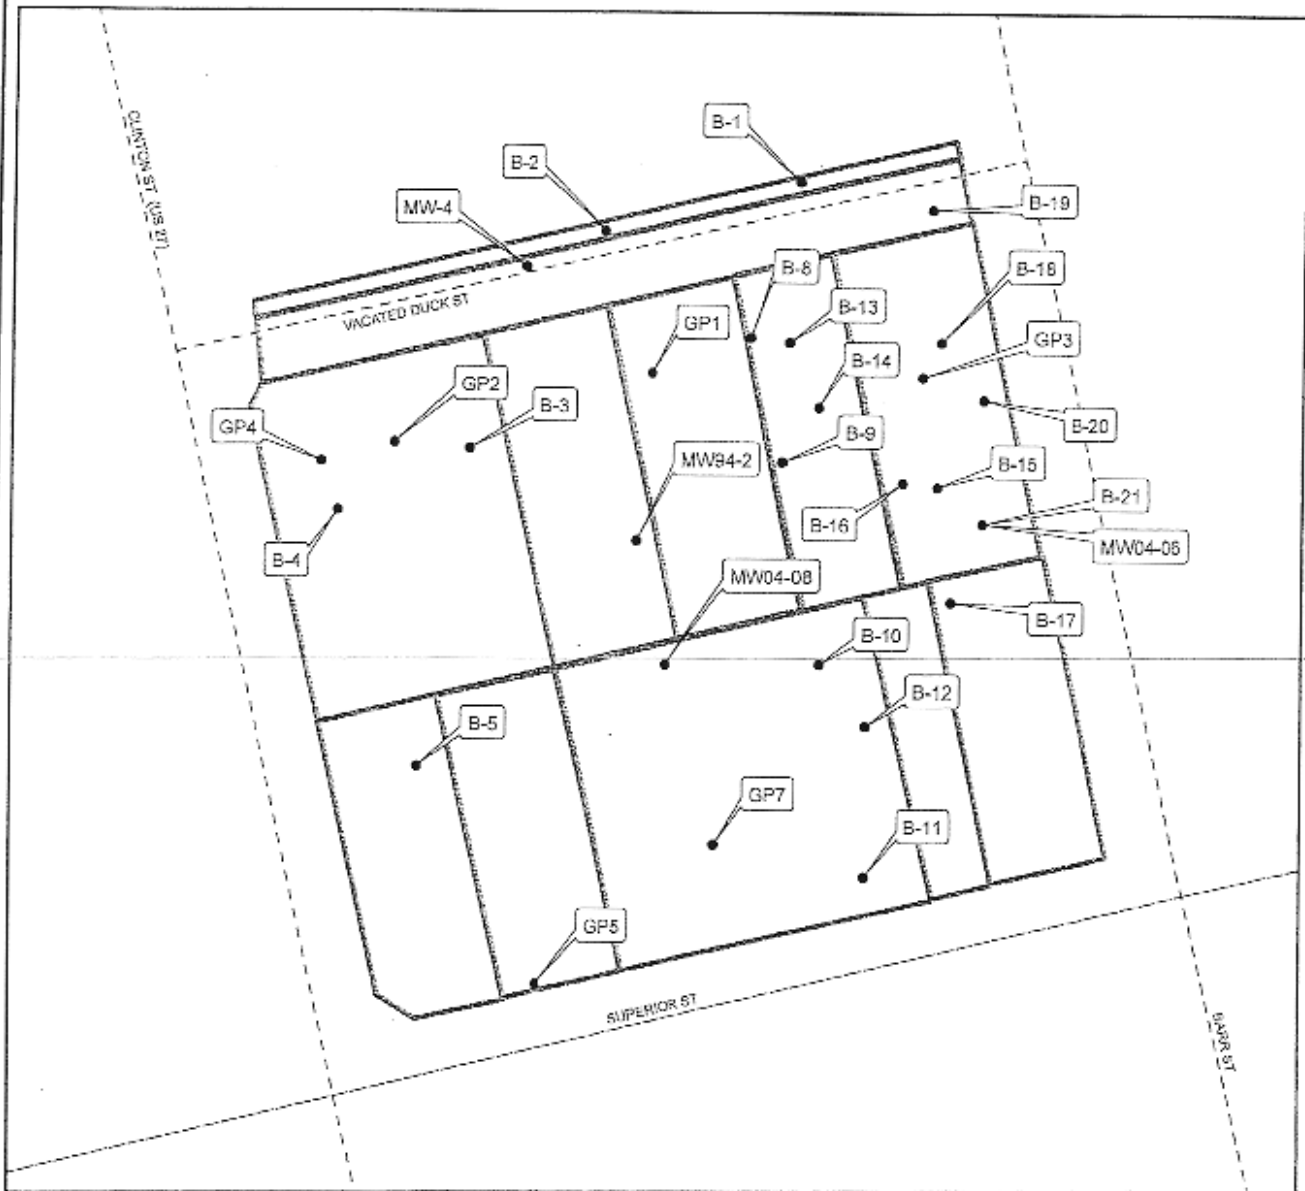 CLINTON ST (US 27)
B-1
B-2
MW-4
B-19
B-8
B-18
VACATED DUCK ST
B-13
GP1
GP3
B-14
GP2
B-3
GP4
B-20
B-9
MW94-2
B-15
B-21
B-16
MW04-06
B-4
MW04-08
B-17
B-10
B-12
B-5
GP7
B-11
GP5
SUPERIOR ST
BARR ST